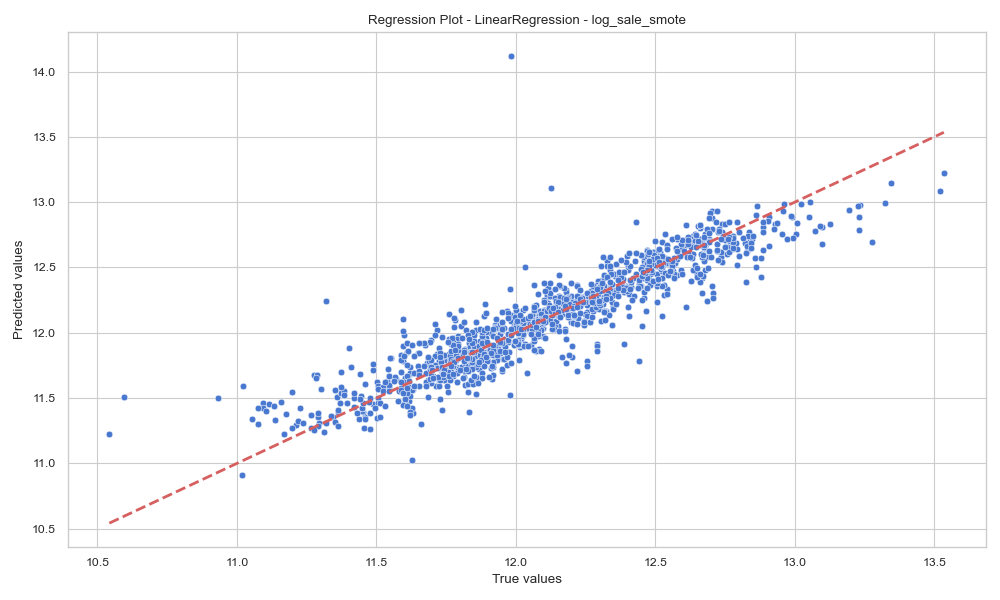 Regression Plot - LinearRegression - log_sale_smote
14.0
13.5
13.0
12.5
12.0
11.5
11.0
10.5
Predicted values
10.5 11.0 11.5 12.0 12.5 13.0 13.5
True values